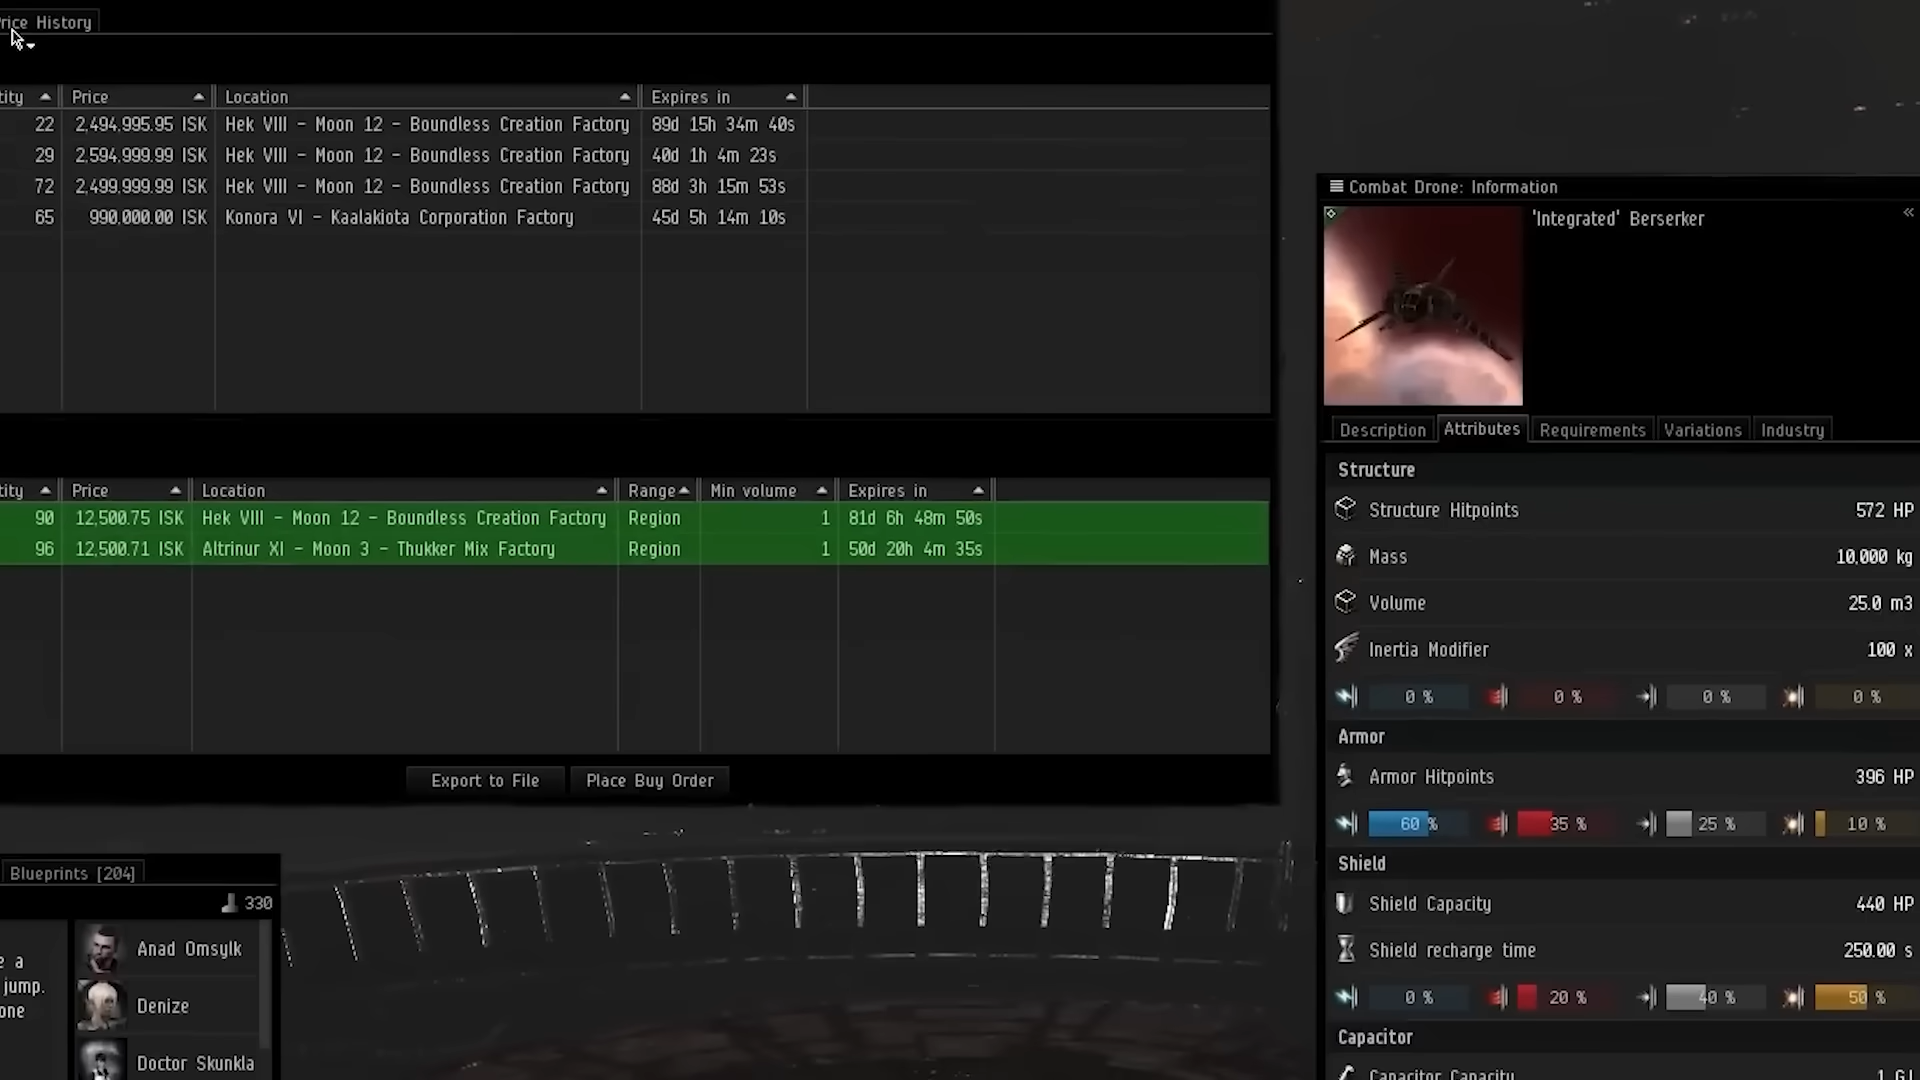 Price History
tity Price Location Expires in
22 2,494,995.95 ISK Hek VIII - Moon 12 - Boundless Creation Factory 89d 15h 34m 40s
29 2,594,999.99 ISK Hek VIII - Moon 12 - Boundless Creation Factory 40d 1h 4m 23s
72 2,499,999.99 ISK Hek VIII - Moon 12 - Boundless Creation Factory 88d 3h 15m 53s
65 990,000.00 ISK Konora VI - Kaalakiota Corporation Factory 45d 5h 14m 10s
tity Price Location Range Min volume Expires in
90 12,500.75 ISK Hek VIII - Moon 12 - Boundless Creation Factory Region 1 81d 6h 48m 50s
96 12,500.71 ISK Altrinur XI - Moon 3 - Thukker Mix Factory Region 1 50d 20h 4m 35s
Export to File Place Buy Order
Blueprints [204]
330
e a
jump.
one
Anad Omsylk
Denize
Doctor Skunkla
Combat Drone: Information
'Integrated' Berserker
Description Attributes Requirements Variations Industry
Structure
Structure Hitpoints 572 HP
Mass 10,000 kg
Volume 25.0 m3
Inertia Modifier 100 x
0 % 0 % 0 % 0 %
Armor
Armor Hitpoints 396 HP
60 % 35 % 25 % 10 %
Shield
Shield Capacity 440 HP
Shield recharge time 250.00 s
0 % 20 % 40 % 50 %
Capacitor
Capacitor Capacity 1 GJ